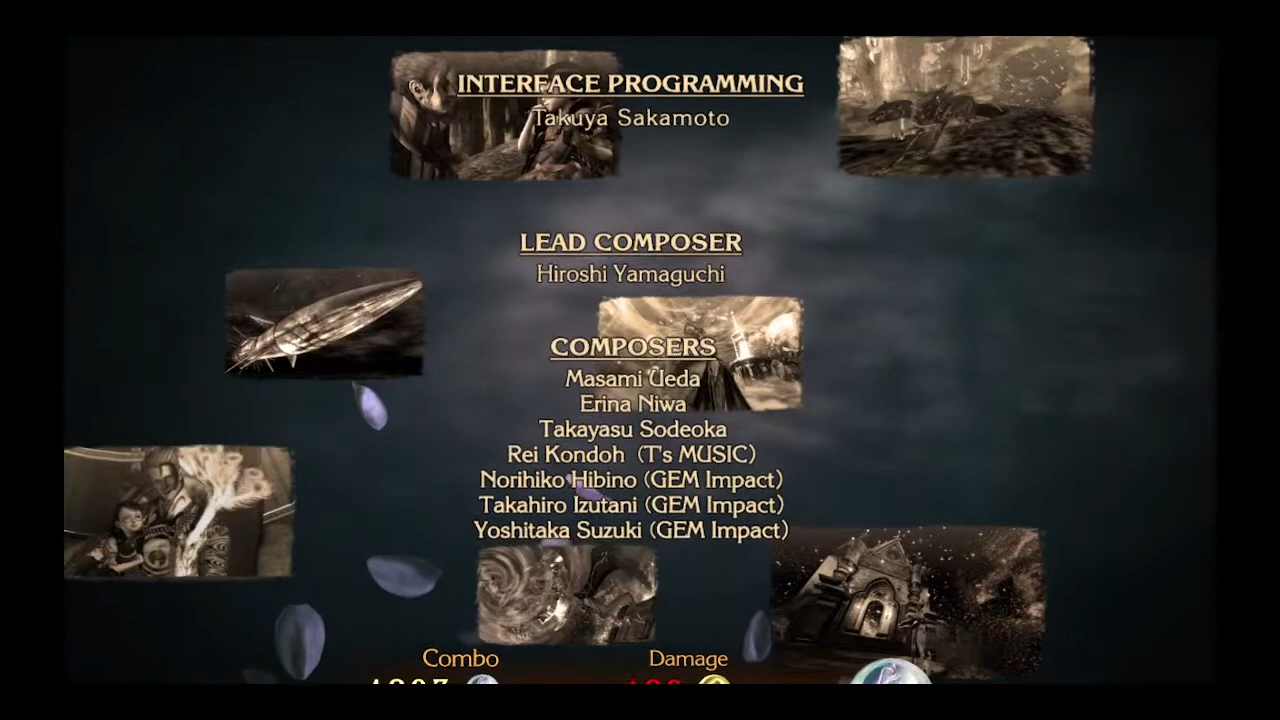 INTERFACE PROGRAMMING
Takuya Sakamoto
LEAD COMPOSER
Hiroshi Yamaguchi
COMPOSERS
Masami Ueda
Erina Niwa
Takayasu Sodeoka
Rei Kondoh (T's MUSIC)
Norihiko Hibino (GEM Impact)
Takahiro Izutani (GEM Impact)
Yoshitaka Suzuki (GEM Impact)
Combo Damage